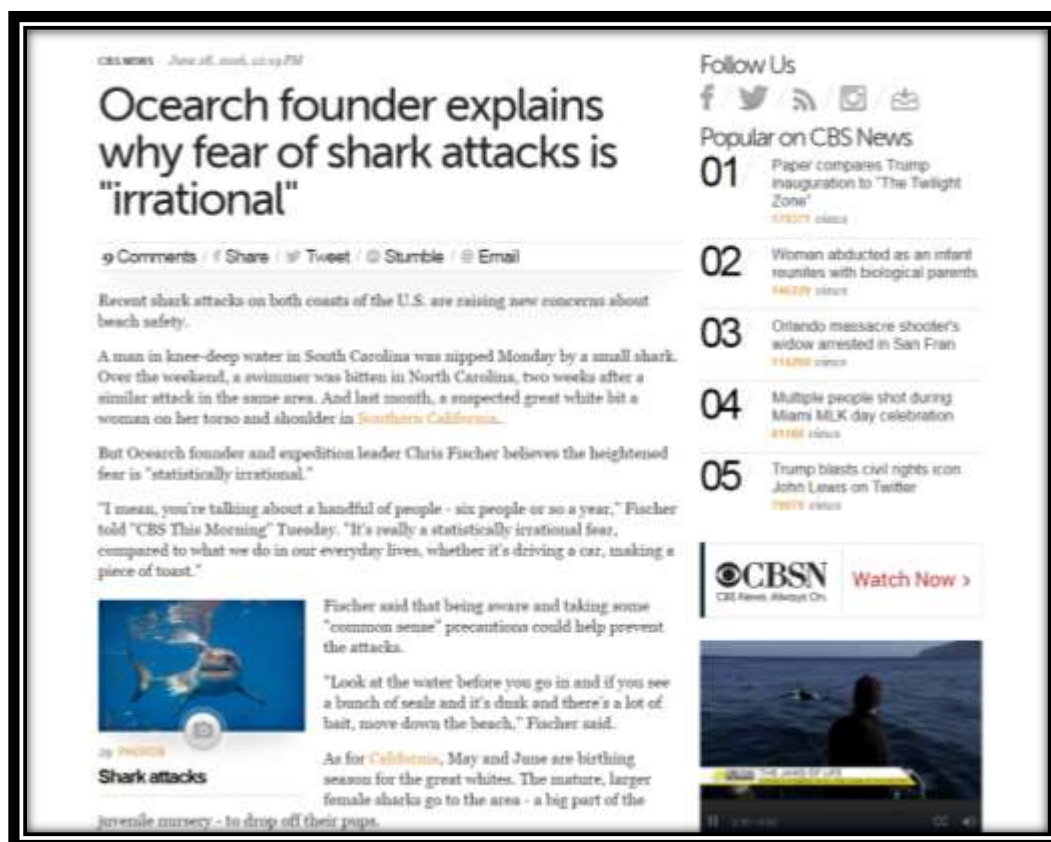 CBS NEWS
Ocearch founder explains
why fear of shark attacks is
"irrational"
9 Comments / Share / Tweet / Stumble / Email
Recent shark attacks on both coasts of the U.S. are raising new concerns about
beach safety.
A man in knee-deep water in South Carolina was nipped Monday by a small shark.
Over the weekend, a swimmer was bitten in North Carolina, two weeks after a
similar attack in the same area. And last month, a suspected great white bit a
woman on her torso and shoulder in Southern California.
But Ocearch founder and expedition leader Chris Fischer believes the heightened
fear is "statistically irrational."
"I mean, you're talking about a handful of people - six people or so a year," Fischer
told "CBS This Morning" Tuesday. "It's really a statistically irrational fear,
compared to what we do in our everyday lives, whether it's driving a car, making a
piece of toast."
Fischer said that being aware and taking some
"common sense" precautions could help prevent
the attacks.
"Look at the water before you go in and if you see
a bunch of seals and it's dusk and there's a lot of
bait, move down the beach," Fischer said.
As for California, May and June are birthing
season for the great whites. The mature, larger
female sharks go to the area - a big part of the
juvenile nursery - to drop off their pups.
PHOTOS
Shark attacks
Follow Us
Popular on CBS News
01
Paper compares Trump
inauguration to "The Twilight
Zone"
views
02
Woman abducted as an infant
reunites with biological parents
views
03
Orlando massacre shooter's
widow arrested in San Fran
views
04
Multiple people shot during
Miami MLK day celebration
views
05
Trump blasts civil rights icon
John Lewis on Twitter
views
CBSN
CBS News. Always On.
Watch Now >
THE JAWS OF LIFE
CC